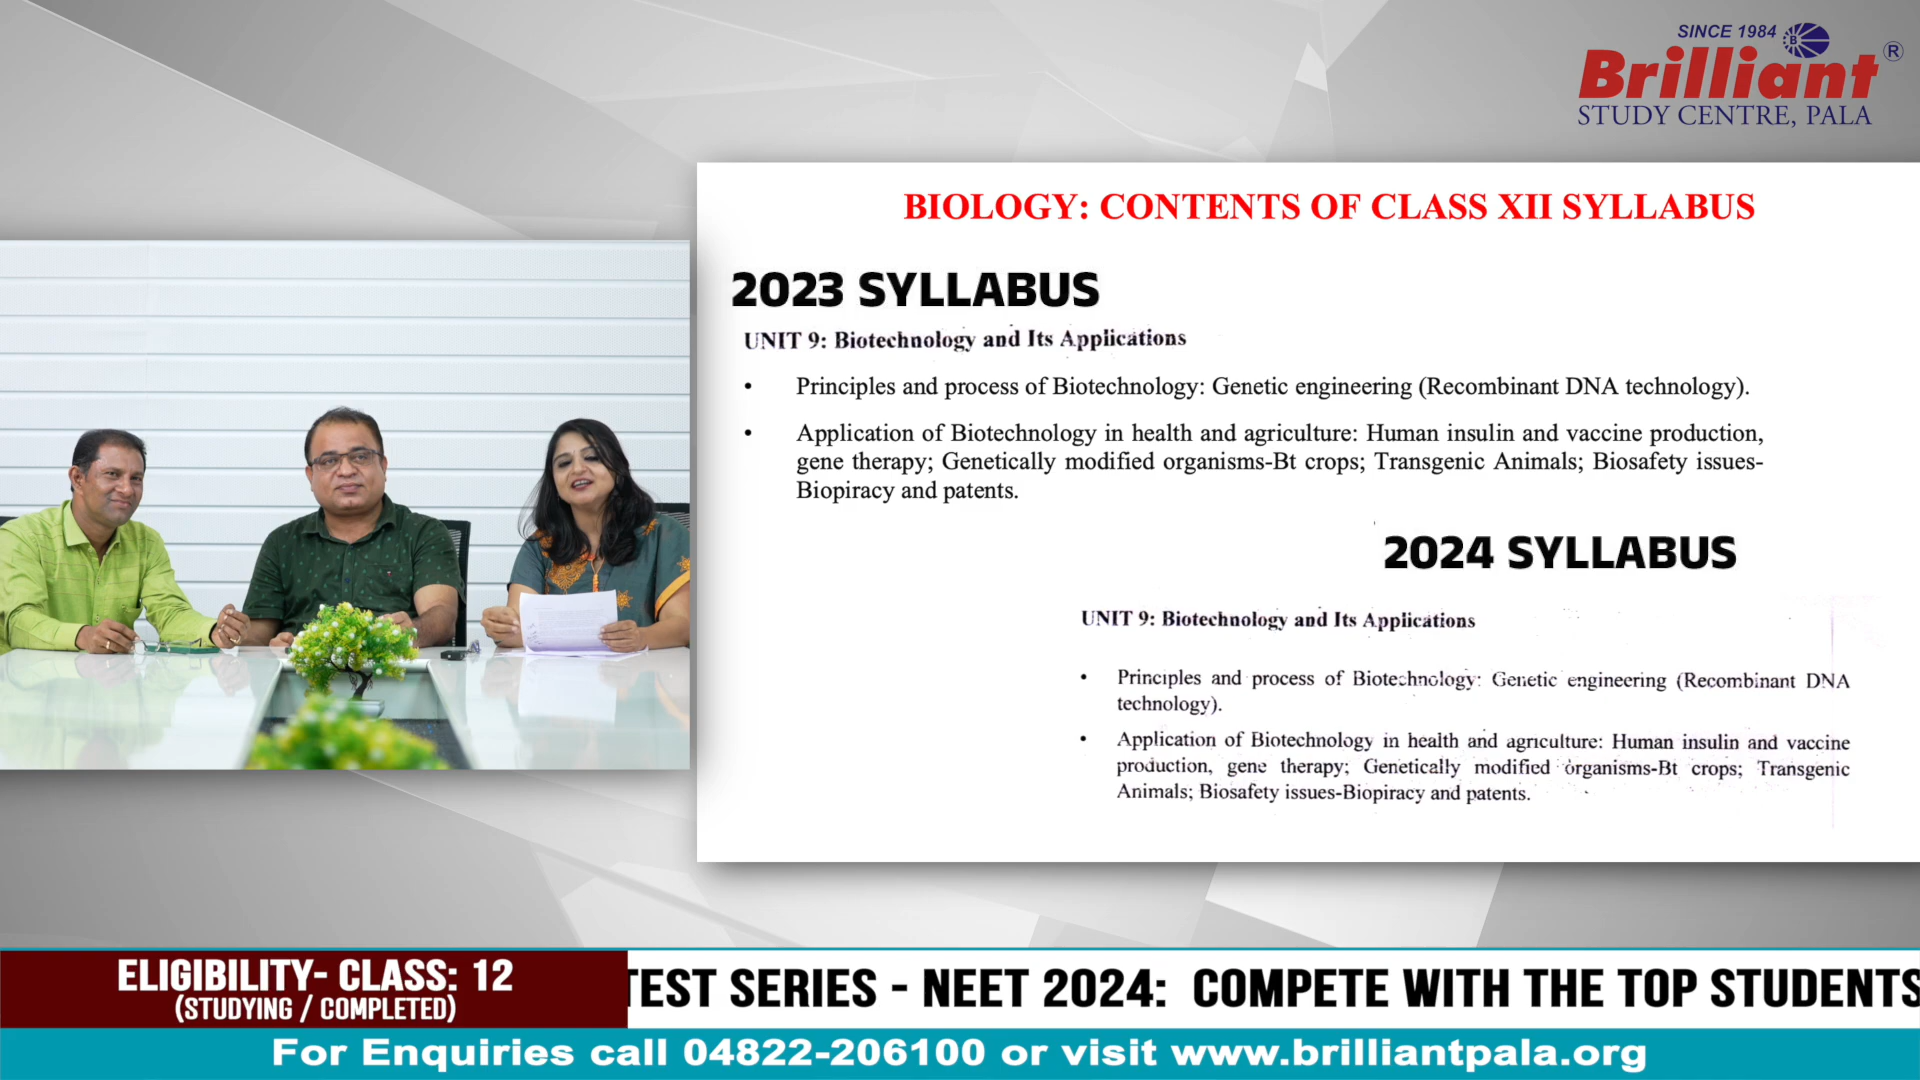 SINCE 1984
Brilliant ®
STUDY CENTRE, PALA
BIOLOGY: CONTENTS OF CLASS XII SYLLABUS
2023 SYLLABUS
UNIT 9: Biotechnology and Its Applications
• Principles and process of Biotechnology: Genetic engineering (Recombinant DNA technology).
• Application of Biotechnology in health and agriculture: Human insulin and vaccine production,
gene therapy; Genetically modified organisms-Bt crops; Transgenic Animals; Biosafety issues-
Biopiracy and patents.
2024 SYLLABUS
UNIT 9: Biotechnology and Its Applications
• Principles and process of Biotechnology: Genetic engineering (Recombinant DNA
technology).
• Application of Biotechnology in health and agriculture: Human insulin and vaccine
production, gene therapy; Genetically modified organisms-Bt crops; Transgenic
Animals; Biosafety issues-Biopiracy and patents.
ELIGIBILITY- CLASS: 12
(STUDYING / COMPLETED)
TEST SERIES - NEET 2024: COMPETE WITH THE TOP STUDENTS
For Enquiries call 04822-206100 or visit www.brilliantpala.org